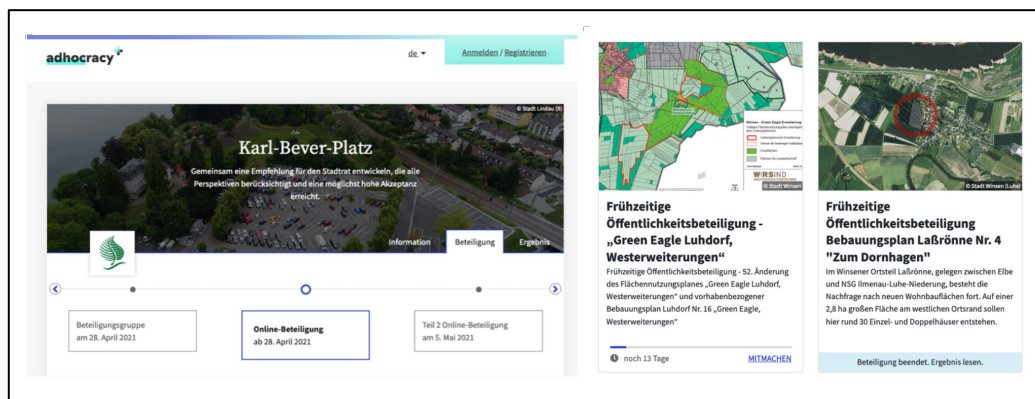 adhocracy+
de
Anmelden / Registrieren
© Stadt Lindau (B)
Karl-Bever-Platz
Gemeinsam eine Empfehlung für den Stadtrat entwickeln, die alle
Perspektiven berücksichtigt und eine möglichst hohe Akzeptanz
erreicht.
Information
Beteiligung
Ergebnis
Beteiligungsgruppe
am 28. April 2021
Online-Beteiligung
ab 28. April 2021
Teil 2 Online-Beteiligung
am 5. Mai 2021
WIRSIND
© Stadt Winsen
Frühzeitige
Öffentlichkeitsbeteiligung -
„Green Eagle Luhdorf,
Westerweiterungen“
Frühzeitige Öffentlichkeitsbeteiligung - 52. Änderung
des Flächennutzungsplanes „Green Eagle Luhdorf,
Westerweiterungen“ und vorhabenbezogener
Bebauungsplan Luhdorf Nr. 16 „Green Eagle,
Westerweiterungen“
noch 13 Tage
MITMACHEN
© Stadt Winsen (Luhe)
Frühzeitige
Öffentlichkeitsbeteiligung
Bebauungsplan Laßrönne Nr. 4
"Zum Dornhagen"
Im Winsener Ortsteil Laßrönne, gelegen zwischen Elbe
und NSG Ilmenau-Luhe-Niederung, besteht die
Nachfrage nach neuen Wohnbauflächen fort. Auf einer
2,8 ha großen Fläche am westlichen Ortsrand sollen
hier rund 30 Einzel- und Doppelhäuser entstehen.
Beteiligung beendet. Ergebnis lesen.